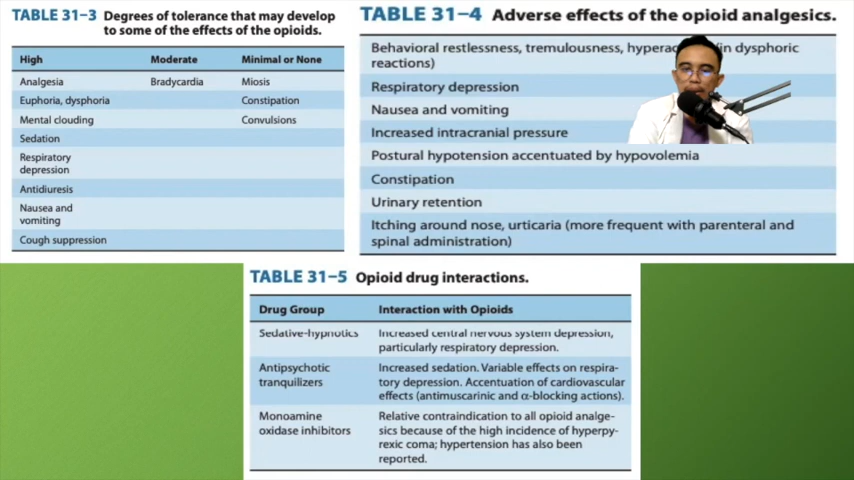 TABLE 31–3 Degrees of tolerance that may develop
to some of the effects of the opioids.
High Moderate Minimal or None
Analgesia Bradycardia Miosis
Euphoria, dysphoria Constipation
Mental clouding Convulsions
Sedation
Respiratory
depression
Antidiuresis
Nausea and
vomiting
Cough suppression
TABLE 31–4 Adverse effects of the opioid analgesics.
Behavioral restlessness, tremulousness, (in dysphoric
reactions)
Respiratory depression
Nausea and vomiting
Increased intracranial pressure
Postural hypotension accentuated by hypovolemia
Constipation
Urinary retention
Itching around nose, urticaria (more frequent with parenteral and
spinal administration)
TABLE 31–5 Opioid drug interactions.
Drug Group Interaction with Opioids
Sedative-hypnotics Increased central nervous system depression,
particularly respiratory depression.
Antipsychotic Increased sedation. Variable effects on respira-
tranquilizers tory depression. Accentuation of cardiovascular
effects (antimuscarinic and α-blocking actions).
Monoamine Relative contraindication to all opioid analge-
oxidase inhibitors sics because of the high incidence of hyperpy-
rexic coma; hypertension has also been
reported.